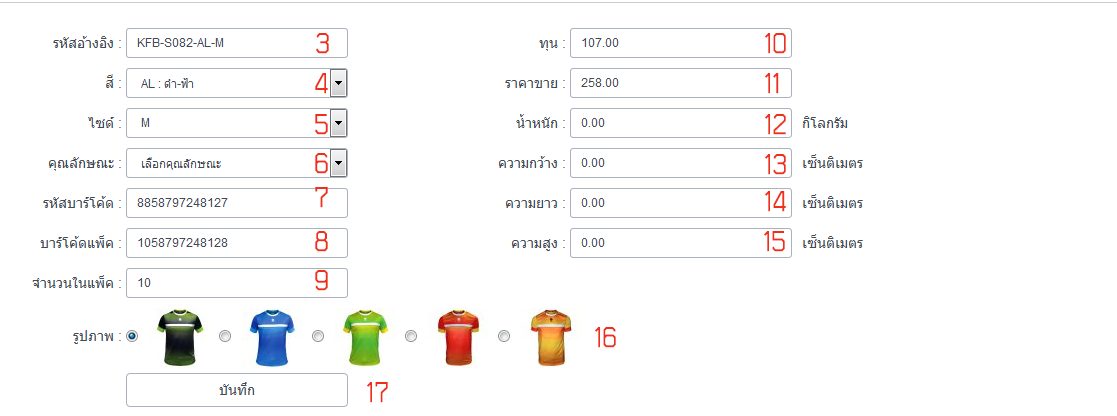 รหัสอ้างอิง : KFB-S082-AL-M 3 ทุน : 107.00 10
สี : AL : ดำ-ฟ้า 4 ราคาขาย : 258.00 11
ไซด์ : M 5 น้ำหนัก : 0.00 12 กิโลกรัม
คุณลักษณะ : เลือกคุณลักษณะ 6 ความกว้าง : 0.00 13 เซ็นติเมตร
รหัสบาร์โค้ด : 8858797248127 7 ความยาว : 0.00 14 เซ็นติเมตร
บาร์โค้ดแพ็ค : 1058797248128 8 ความสูง : 0.00 15 เซ็นติเมตร
จำนวนในแพ็ค : 10 9
รูปภาพ : 16
บันทึก 17